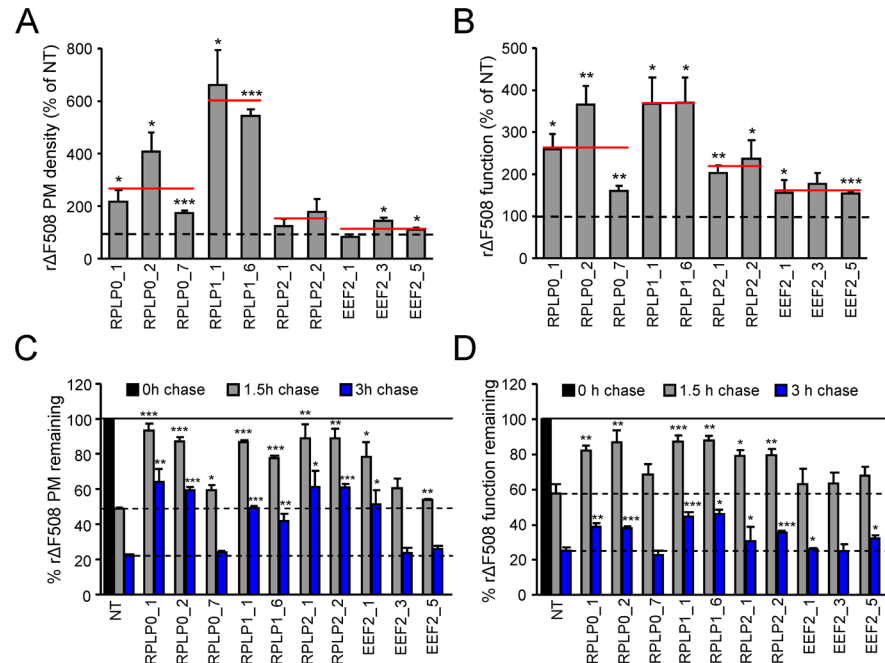 A
rΔF508 PM density (% of NT)
800
600
400
200
0
*
*
***
*
***
*
*
RPLP0_1
RPLP0_2
RPLP0_7
RPLP1_1
RPLP1_6
RPLP2_1
RPLP2_2
EEF2_1
EEF2_3
EEF2_5
B
rΔF508 function (% of NT)
500
400
300
200
100
0
*
**
**
*
*
**
*
*
***
RPLP0_1
RPLP0_2
RPLP0_7
RPLP1_1
RPLP1_6
RPLP2_1
RPLP2_2
EEF2_1
EEF2_3
EEF2_5
C
% rΔF508 PM remaining
0h chase 1.5h chase 3h chase
120
100
80
60
40
20
0
***
**
***
***
*
***
***
***
**
**
*
**
***
*
*
**
NT
RPLP0_1
RPLP0_2
RPLP0_7
RPLP1_1
RPLP1_6
RPLP2_1
RPLP2_2
EEF2_1
EEF2_3
EEF2_5
D
% rΔF508 function remaining
0 h chase 1.5 h chase 3 h chase
120
100
80
60
40
20
0
**
**
**
***
***
**
**
*
*
*
**
***
*
*
NT
RPLP0_1
RPLP0_2
RPLP0_7
RPLP1_1
RPLP1_6
RPLP2_1
RPLP2_2
EEF2_1
EEF2_3
EEF2_5